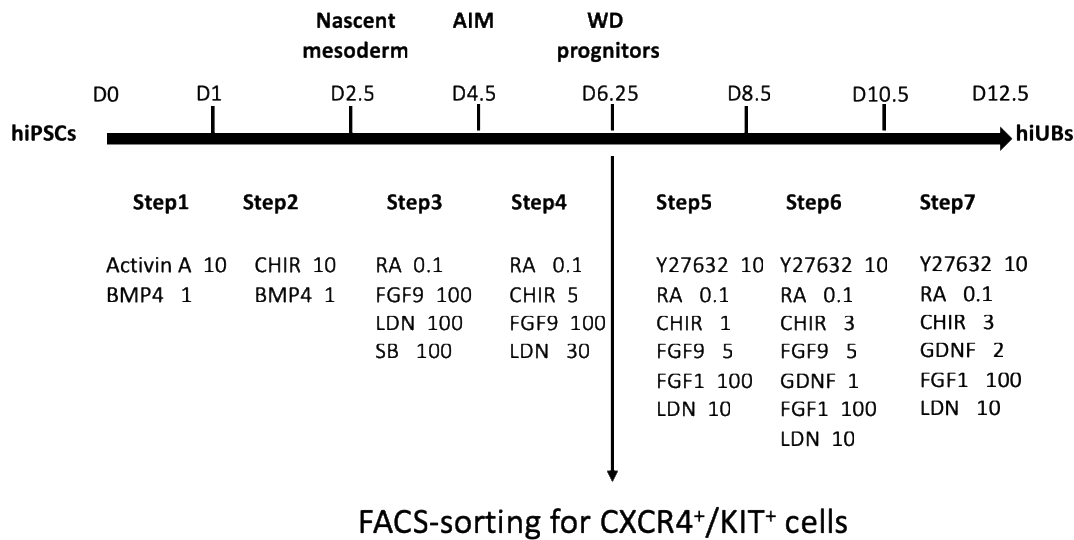 Nascent mesoderm AIM WD prognitors
D0 D1 D2.5 D4.5 D6.25 D8.5 D10.5 D12.5
hiPSCs hiUBs
Step1 Step2 Step3 Step4 Step5 Step6 Step7
Activin A 10 CHIR 10 RA 0.1 RA 0.1 Y27632 10 Y27632 10 Y27632 10
BMP4 1 BMP4 1 FGF9 100 CHIR 5 RA 0.1 RA 0.1 RA 0.1
LDN 100 FGF9 100 CHIR 1 CHIR 3 CHIR 3
SB 100 LDN 30 FGF9 5 FGF9 5 GDNF 2
FGF1 100 GDNF 1 FGF1 100
LDN 10 FGF1 100 LDN 10
LDN 10
FACS-sorting for CXCR4⁺/KIT⁺ cells